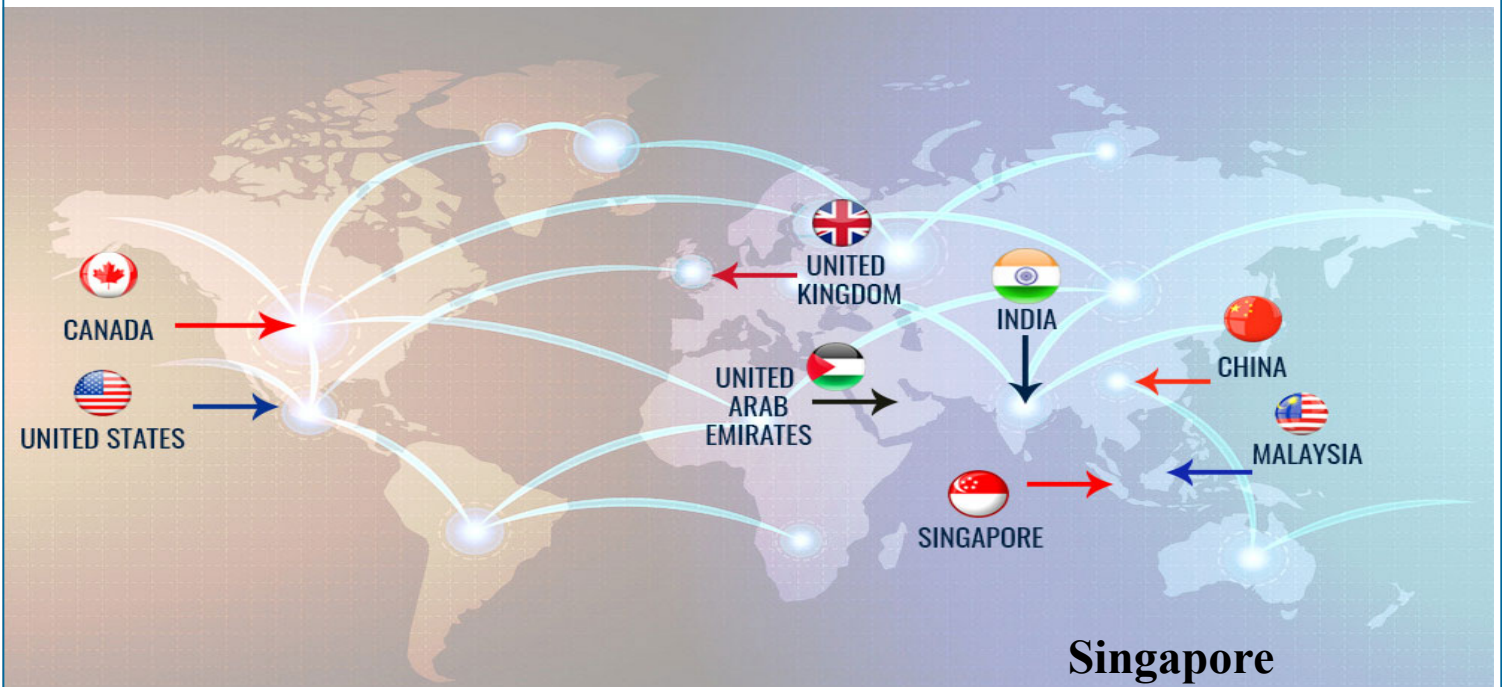 CANADA
UNITED STATES
UNITED
KINGDOM
UNITED
ARAB
EMIRATES
INDIA
CHINA
MALAYSIA
SINGAPORE
Singapore